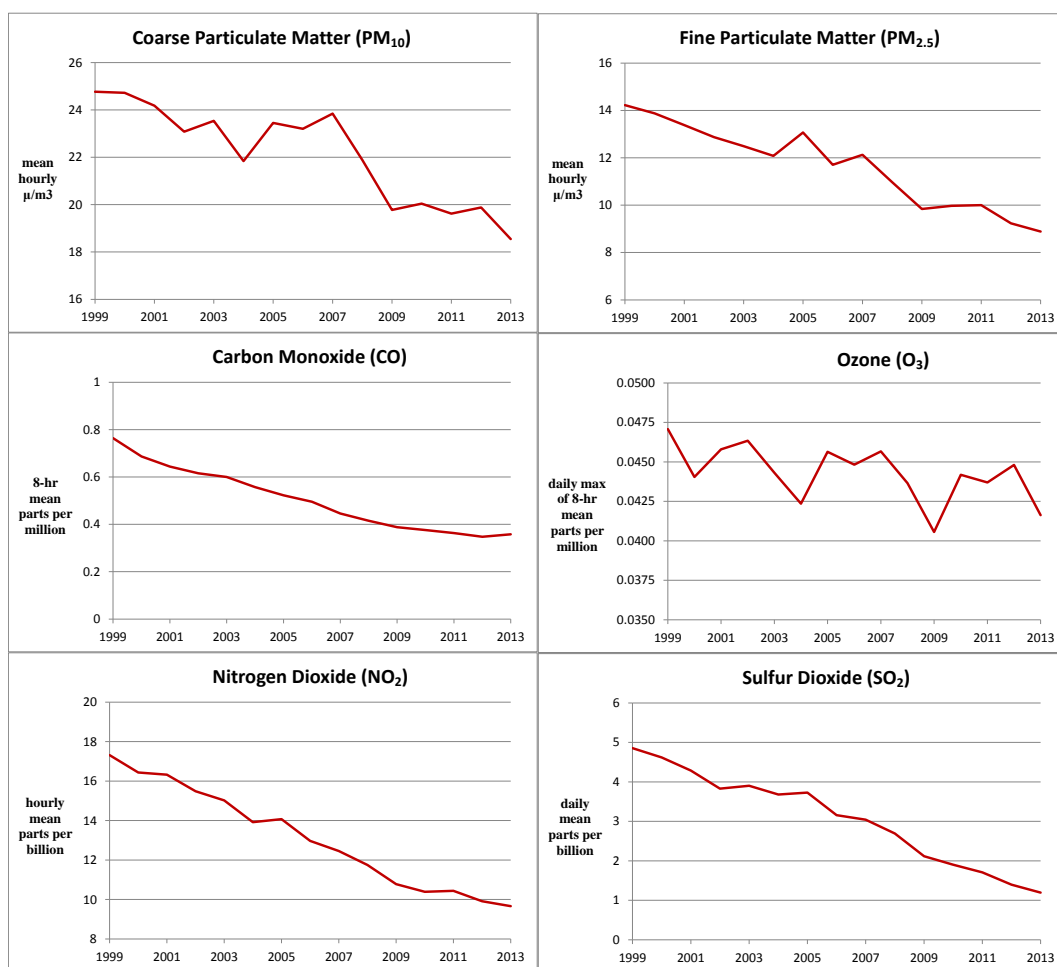 Coarse Particulate Matter (PM₁₀)
26
24
22
20
18
16
mean
hourly
µ/m3
1999 2001 2003 2005 2007 2009 2011 2013
Fine Particulate Matter (PM₂.₅)
16
14
12
10
8
6
mean
hourly
µ/m3
1999 2001 2003 2005 2007 2009 2011 2013
Carbon Monoxide (CO)
1
0.8
0.6
0.4
0.2
0
8-hr
mean
parts per
million
1999 2001 2003 2005 2007 2009 2011 2013
Ozone (O₃)
0.0500
0.0475
0.0450
0.0425
0.0400
0.0375
0.0350
daily max
of 8-hr
mean
parts per
million
1999 2001 2003 2005 2007 2009 2011 2013
Nitrogen Dioxide (NO₂)
20
18
16
14
12
10
8
hourly
mean
parts per
billion
1999 2001 2003 2005 2007 2009 2011 2013
Sulfur Dioxide (SO₂)
6
5
4
3
2
1
0
daily
mean
parts per
billion
1999 2001 2003 2005 2007 2009 2011 2013